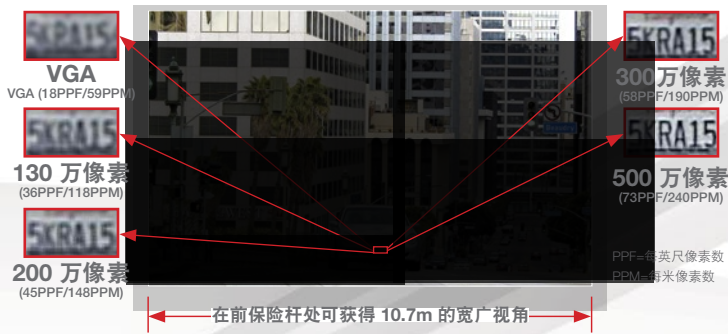 5KRA15
VGA
VGA (18PPF/59PPM)
5KRA15
130 万像素
(36PPF/118PPM)
5KRA15
200 万像素
(45PPF/148PPM)
5KRA15
300万像素
(58PPF/190PPM)
5KRA15
500 万像素
(73PPF/240PPM)
PPF=每英尺像素数
PPM=每米像素数
在前保险杆处可获得 10.7m 的宽广视角